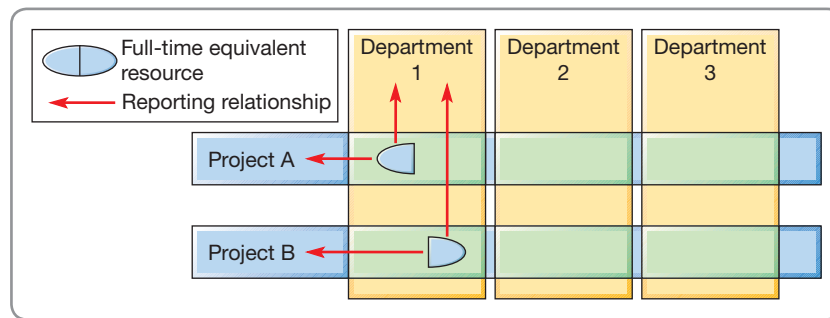 Full-time equivalent
resource
Reporting relationship
Department
1
Department
2
Department
3
Project A
Project B